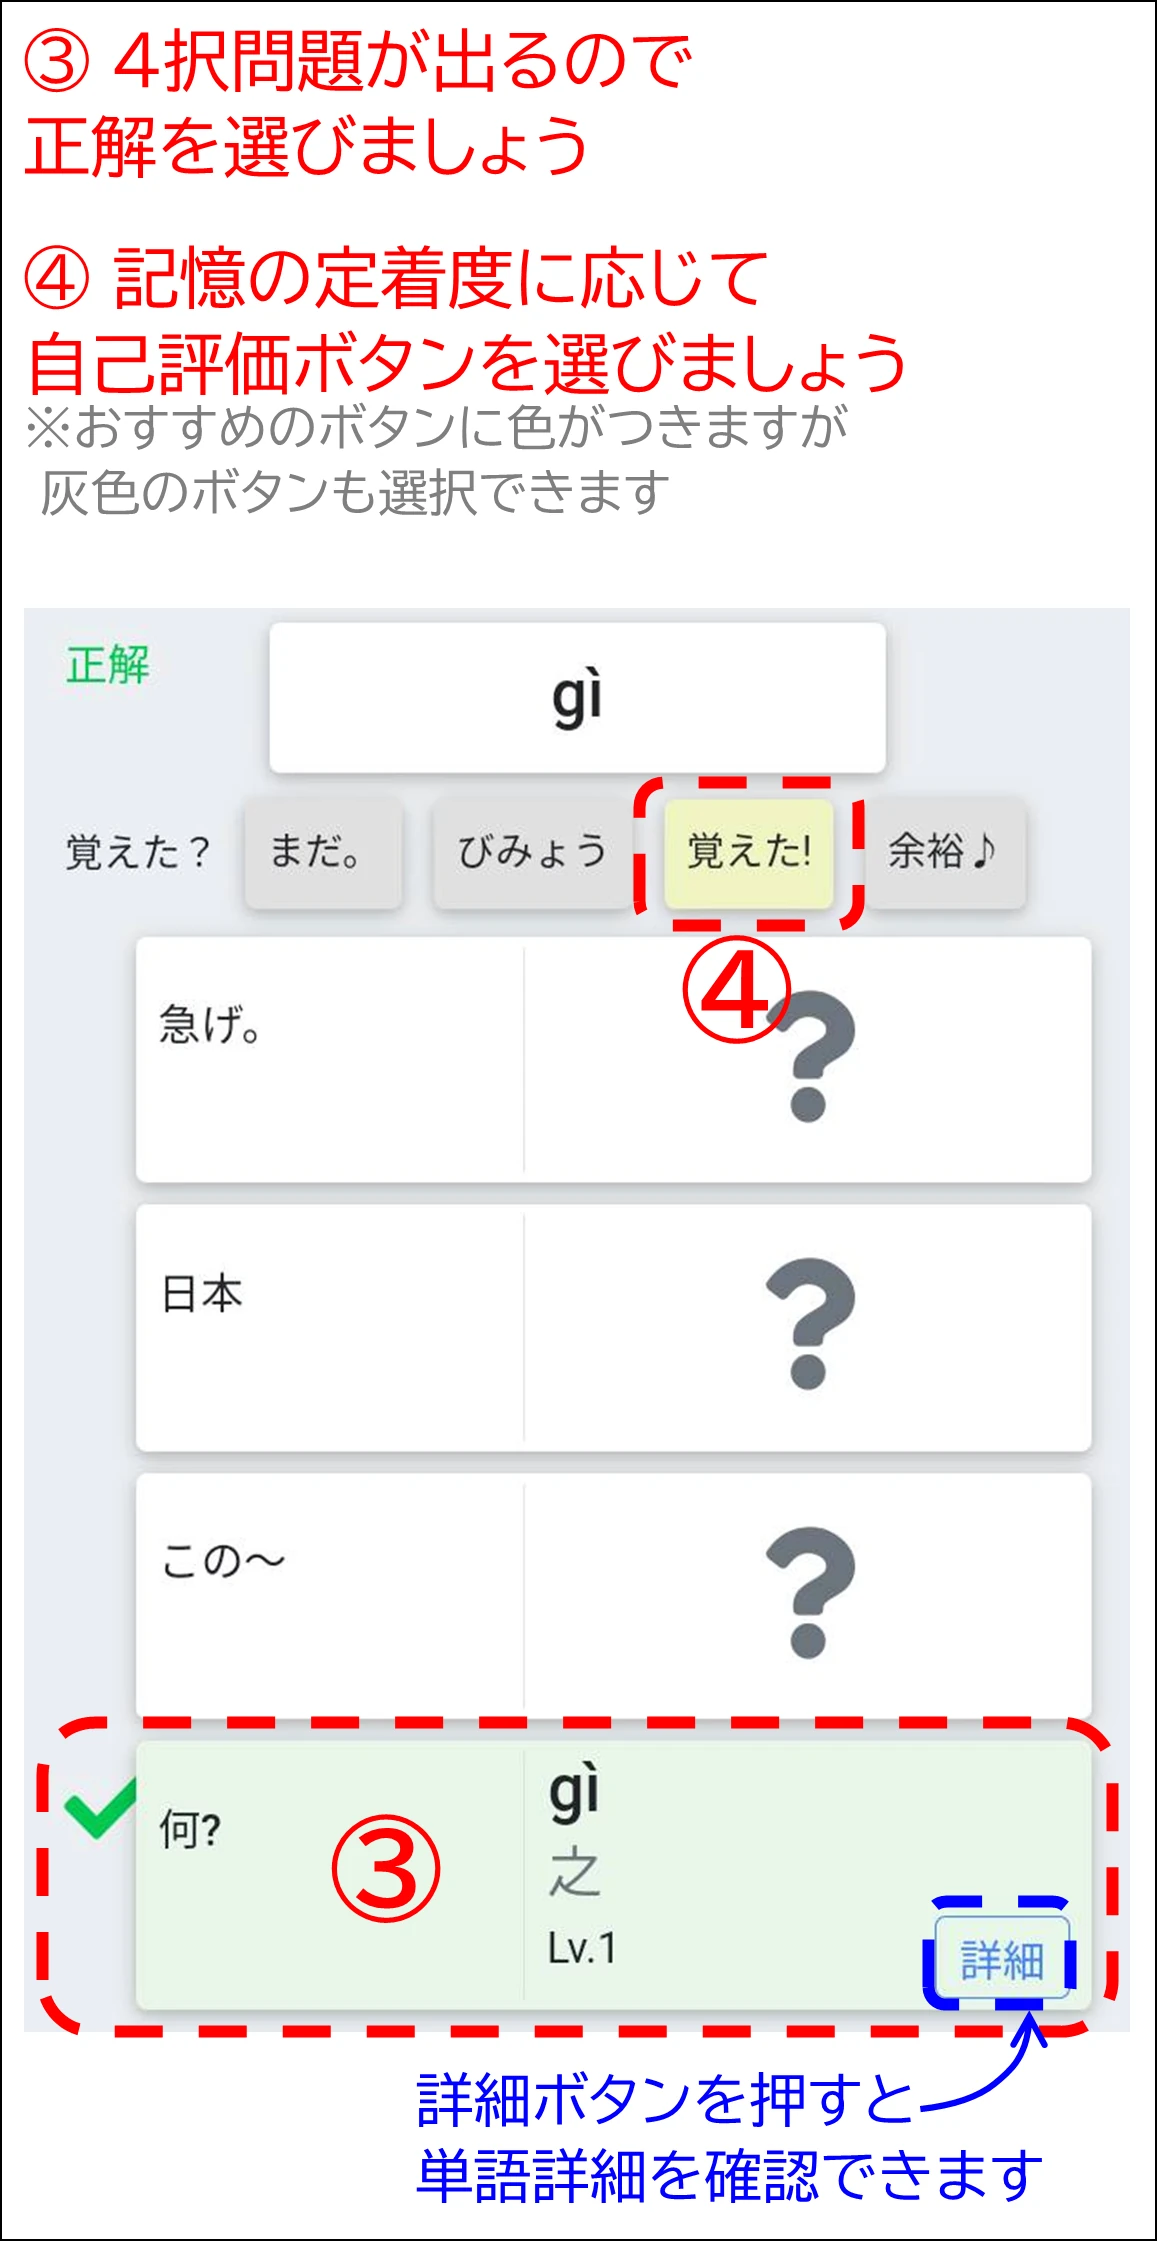 ③ 4択問題が出るので
正解を選びましょう
④ 記憶の定着度に応じて
自己評価ボタンを選びましょう
※おすすめのボタンに色がつきますが
灰色のボタンも選択できます
正解
gì
覚えた？ まだ。 びみょう 覚えた! 余裕♪
④
急げ。
日本
この～
何?
③
gì
之
Lv.1
詳細
詳細ボタンを押すと
単語詳細を確認できます